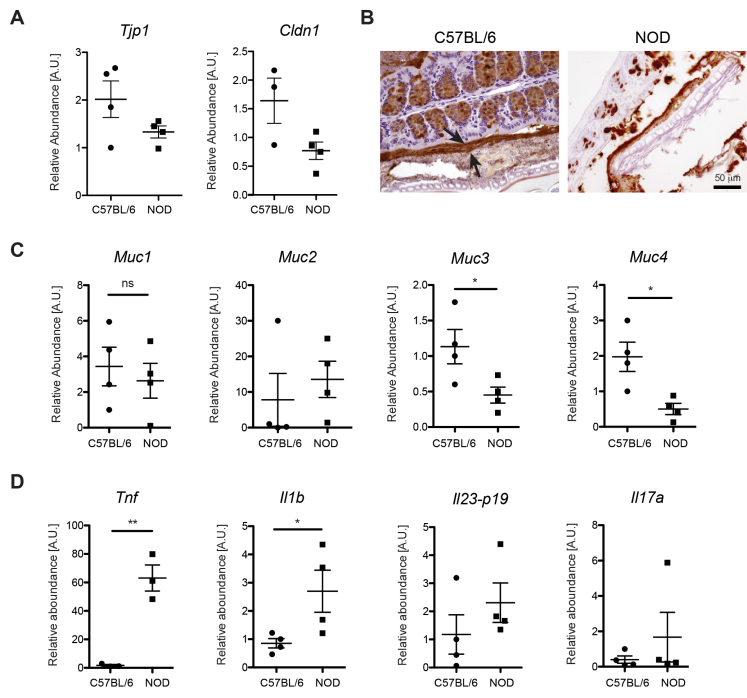 A
Tjp1
Cldn1
Relative Abundance [A.U.]
3
2
1
0
C57BL/6
NOD
Relative Abundance [A.U.]
2.5
2.0
1.5
1.0
0.5
0.0
C57BL/6
NOD
B
C57BL/6
NOD
50 µm
C
Muc1
Muc2
Muc3
Muc4
Relative Abundance [A.U.]
8
6
4
2
0
ns
C57BL/6
NOD
Relative Abundance [A.U.]
40
30
20
10
0
C57BL/6
NOD
Relative Abundance [A.U.]
2.0
1.5
1.0
0.5
0.0
*
C57BL/6
NOD
Relative Abundance [A.U.]
4
3
2
1
0
*
C57BL/6
NOD
D
Tnf
Il1b
Il23-p19
Il17a
Relative aboundance [A.U.]
100
80
60
40
20
0
**
C57BL/6
NOD
Relative aboundance [A.U.]
5
4
3
2
1
0
*
C57BL/6
NOD
Relative aboundance [A.U.]
5
4
3
2
1
0
C57BL/6
NOD
Relative aboundance [A.U.]
8
6
4
2
0
C57BL/6
NOD